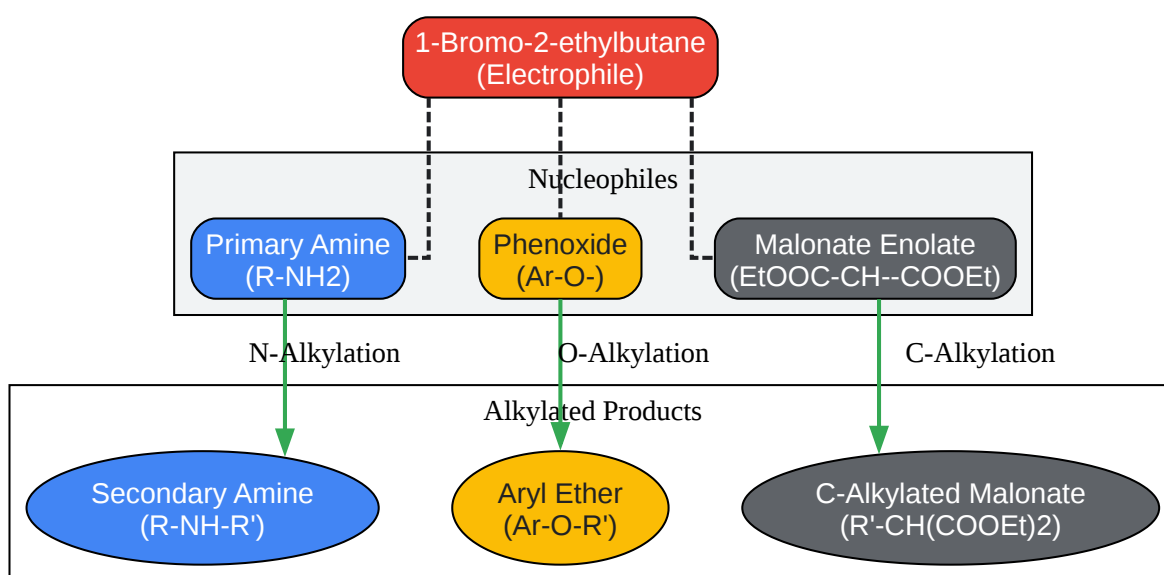 1-Bromo-2-ethylbutane
(Electrophile)
Nucleophiles
Primary Amine
(R-NH2)
Phenoxide
(Ar-O-)
Malonate Enolate
(EtOOC-CH--COOEt)
N-Alkylation
O-Alkylation
C-Alkylation
Alkylated Products
Secondary Amine
(R-NH-R')
Aryl Ether
(Ar-O-R')
C-Alkylated Malonate
(R'-CH(COOEt)2)